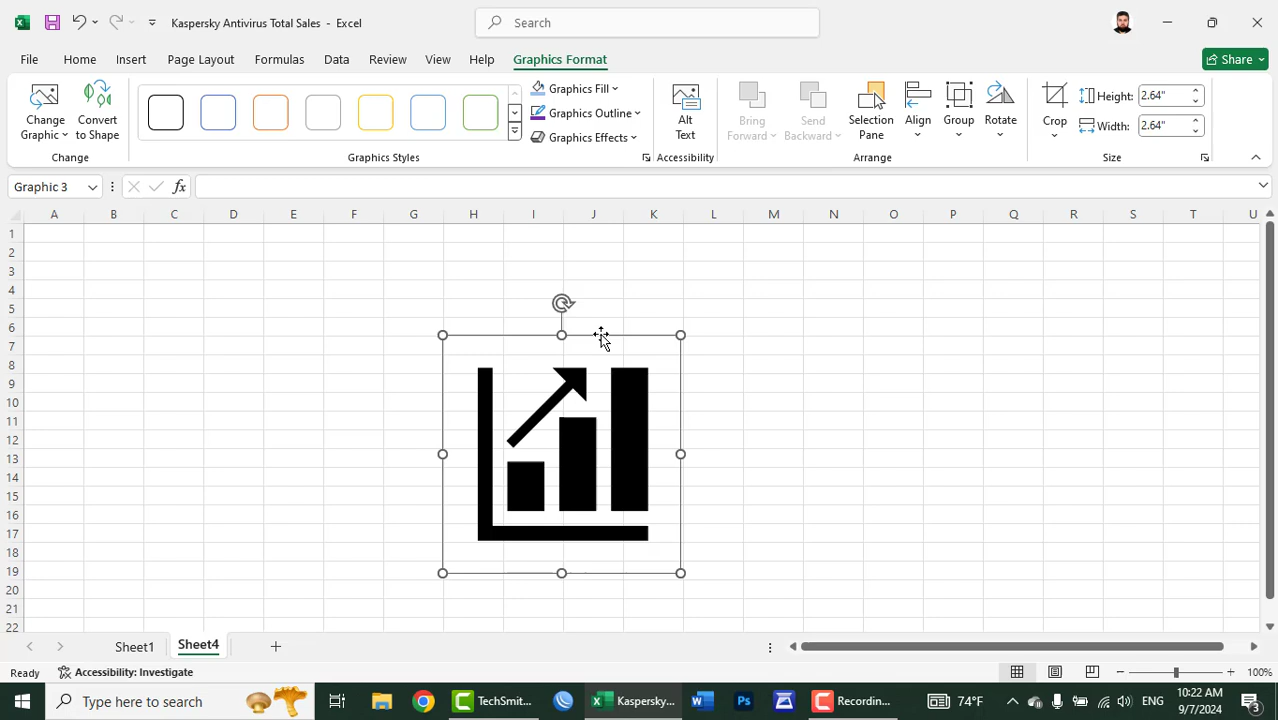 Kaspersky Antivirus Total Sales - Excel
Search
File Home Insert Page Layout Formulas Data Review View Help Graphics Format
Share
Change Graphic
Convert to Shape
Graphics Fill
Graphics Outline
Graphics Effects
Alt Text
Bring Forward
Send Backward
Selection Pane
Align
Group
Rotate
Crop
Height: 2.64"
Width: 2.64"
Change
Graphics Styles
Accessibility
Arrange
Size
Graphic 3
fx
A B C D E F G H I J K L M N O P Q R S T U
1
2
3
4
5
6
7
8
9
10
11
12
13
14
15
16
17
18
19
20
21
22
Sheet1 Sheet4
Ready
Accessibility: Investigate
100%
Type here to search
TechSmit...
Kaspersky...
Recordin...
74°F
ENG
10:22 AM
9/7/2024
3